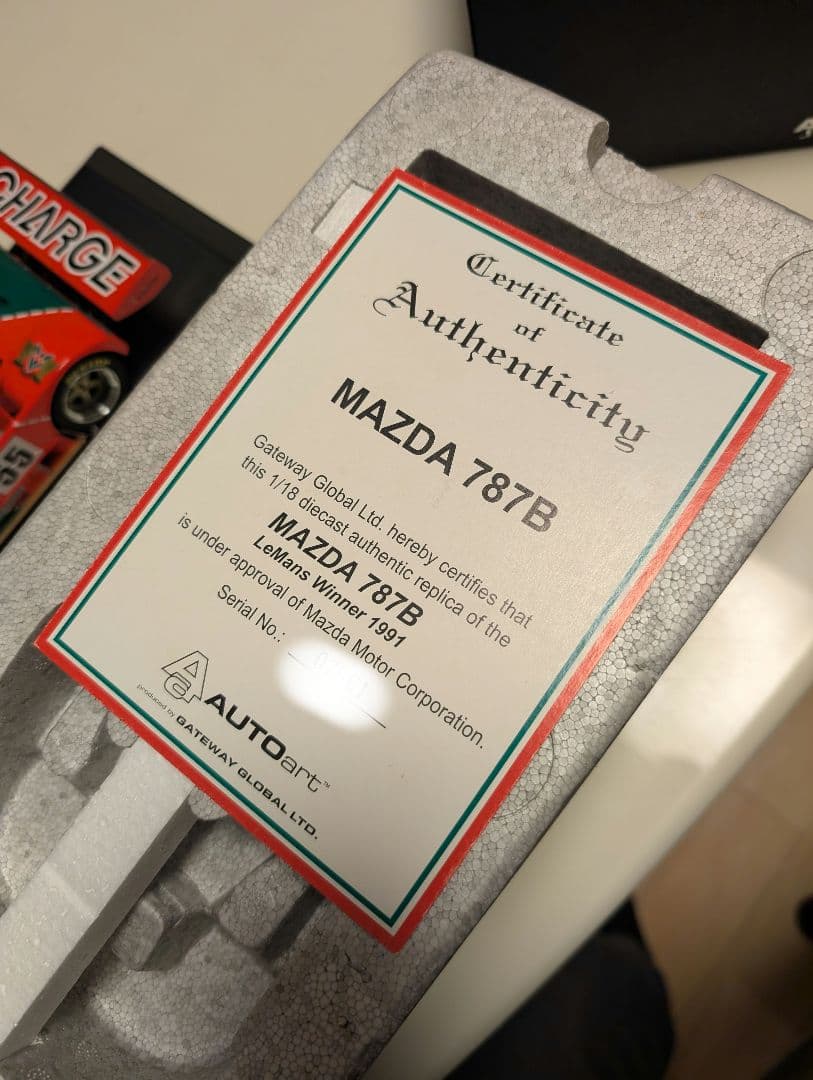 CHARGE
55
Certificate
of
Authenticity
MAZDA 787B
Gateway Global Ltd. hereby certifies that
this 1/18 diecast authentic replica of the
MAZDA 787B
LeMans Winner 1991
is under approval of Mazda Motor Corporation.
Serial No.:
AUTOart™
produced by GATEWAY GLOBAL LTD.